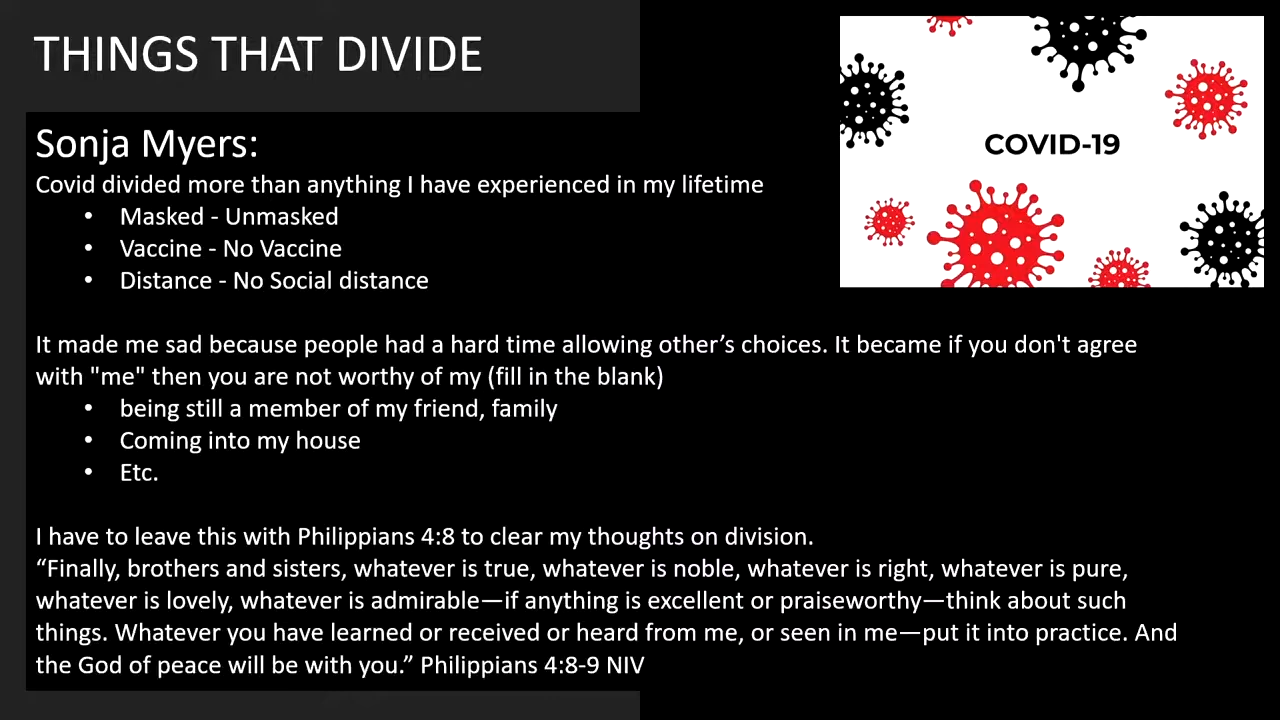 THINGS THAT DIVIDE
COVID-19
Sonja Myers:
Covid divided more than anything I have experienced in my lifetime
• Masked - Unmasked
• Vaccine - No Vaccine
• Distance - No Social distance
It made me sad because people had a hard time allowing other’s choices. It became if you don't agree
with "me" then you are not worthy of my (fill in the blank)
• being still a member of my friend, family
• Coming into my house
• Etc.
I have to leave this with Philippians 4:8 to clear my thoughts on division.
“Finally, brothers and sisters, whatever is true, whatever is noble, whatever is right, whatever is pure,
whatever is lovely, whatever is admirable—if anything is excellent or praiseworthy—think about such
things. Whatever you have learned or received or heard from me, or seen in me—put it into practice. And
the God of peace will be with you.” Philippians 4:8-9 NIV